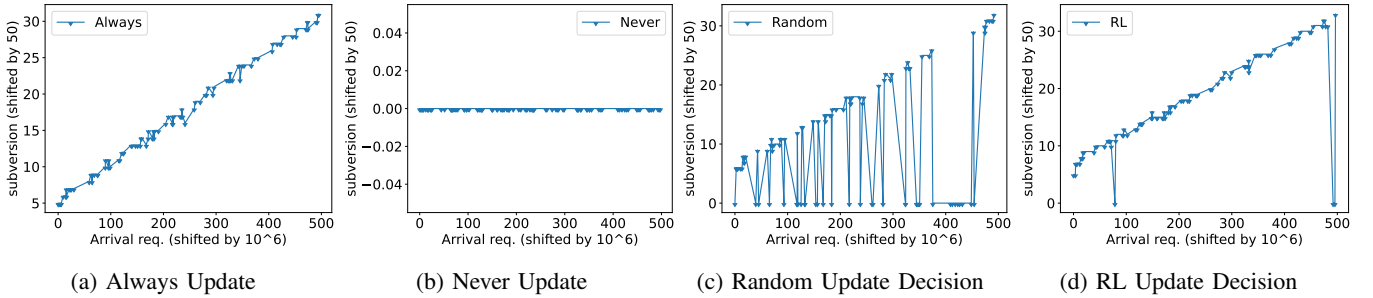 subversion (shifted by 50)
30
25
20
15
10
5
Always
0
100
200
300
400
500
Arrival req. (shifted by 10^6)
(a) Always Update
subversion (shifted by 50)
0.04
0.02
0.00
−0.02
−0.04
Never
0
100
200
300
400
500
Arrival req. (shifted by 10^6)
(b) Never Update
subversion (shifted by 50)
30
20
10
0
Random
0
100
200
300
400
500
Arrival req. (shifted by 10^6)
(c) Random Update Decision
subversion (shifted by 50)
30
20
10
0
RL
0
100
200
300
400
500
Arrival req. (shifted by 10^6)
(d) RL Update Decision